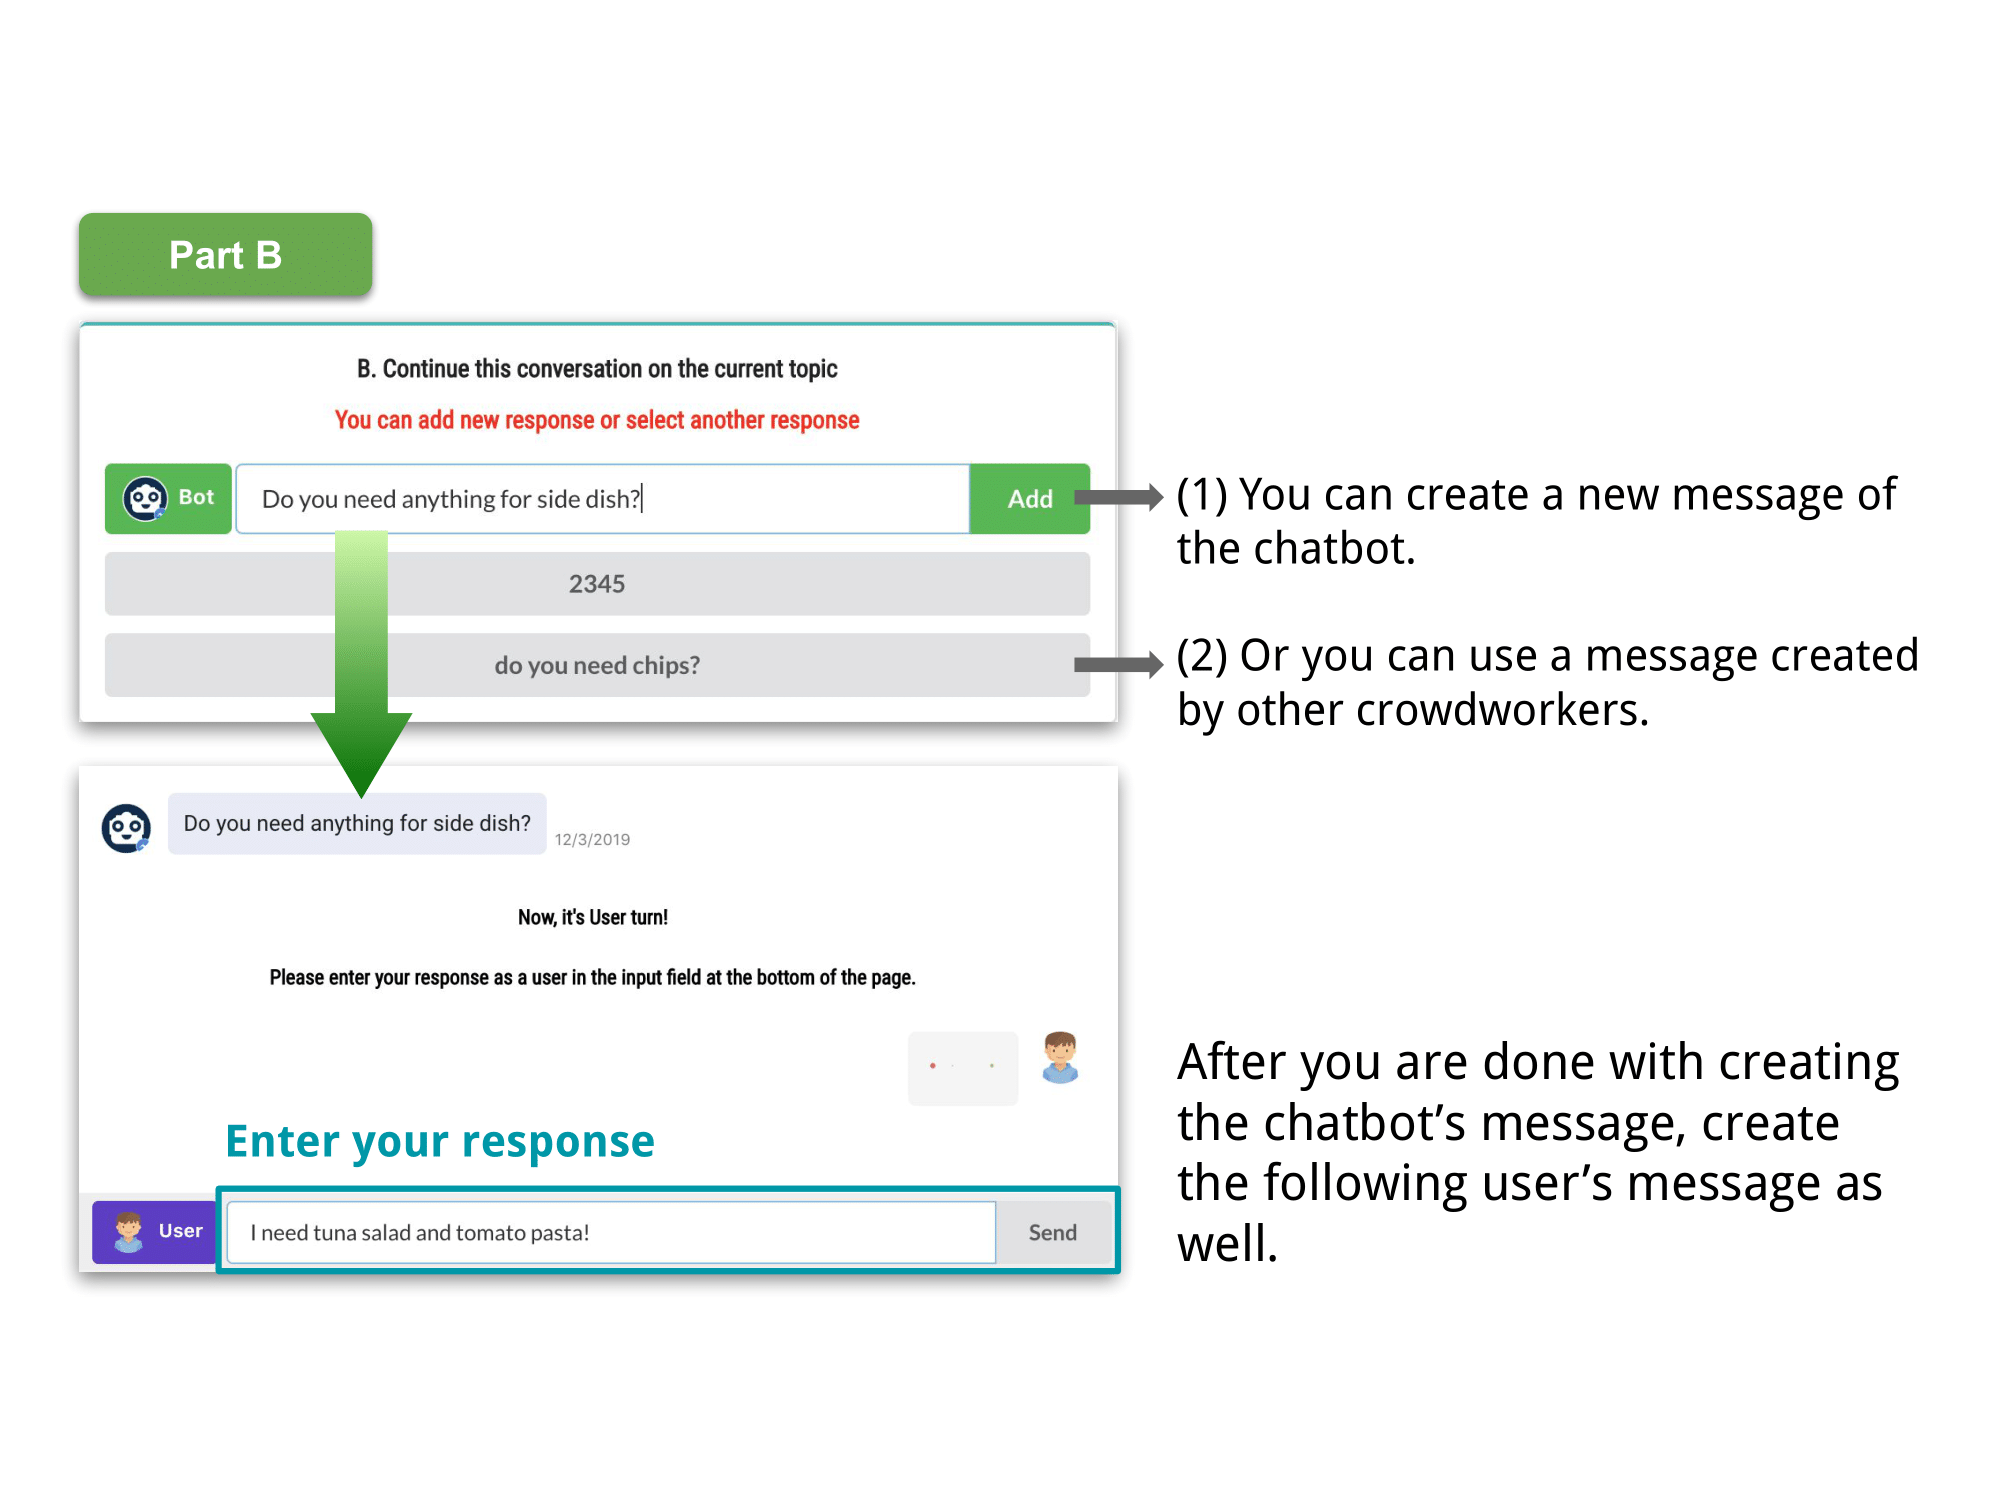 Part B
B. Continue this conversation on the current topic
You can add new response or select another response
Bot
Do you need anything for side dish?
Add
2345
do you need chips?
(1) You can create a new message of
the chatbot.
(2) Or you can use a message created
by other crowdworkers.
Do you need anything for side dish?
12/3/2019
Now, it's User turn!
Please enter your response as a user in the input field at the bottom of the page.
Enter your response
User
I need tuna salad and tomato pasta!
Send
After you are done with creating
the chatbot’s message, create
the following user’s message as
well.